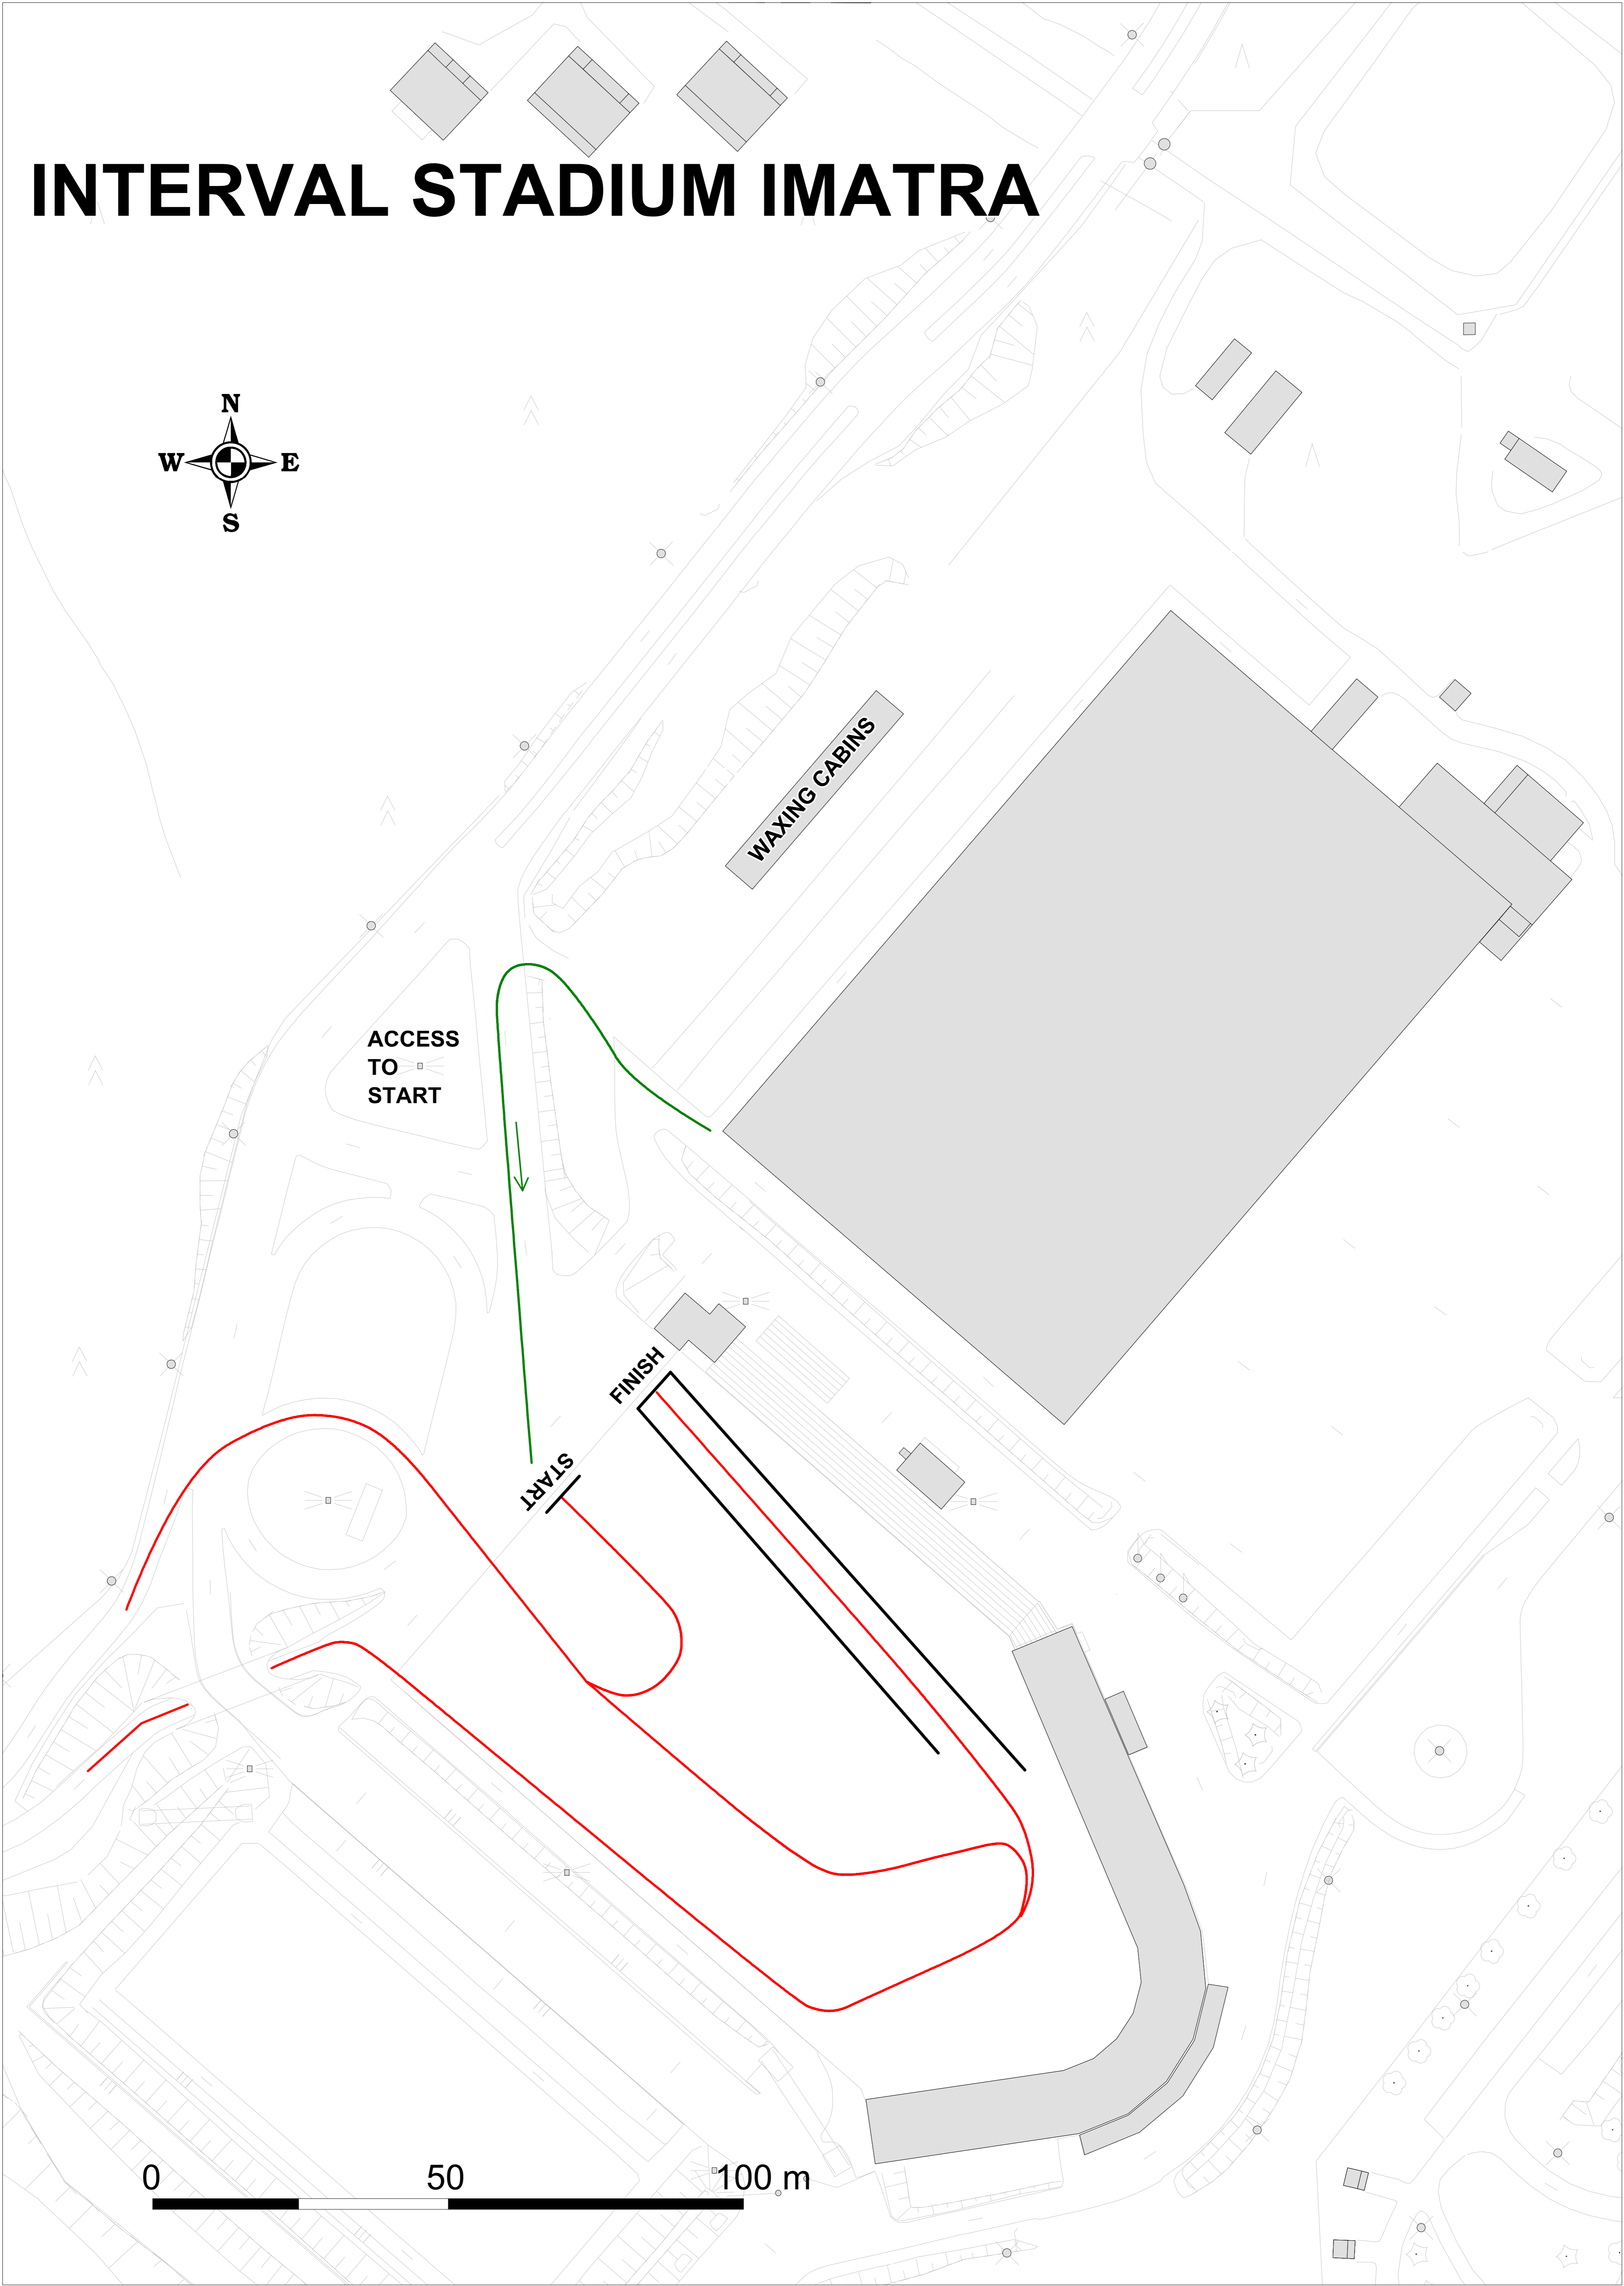 INTERVAL STADIUM IMATRA
N
W E
S
WAXING CABINS
ACCESS
TO
START
FINISH
START
0 50 100 m